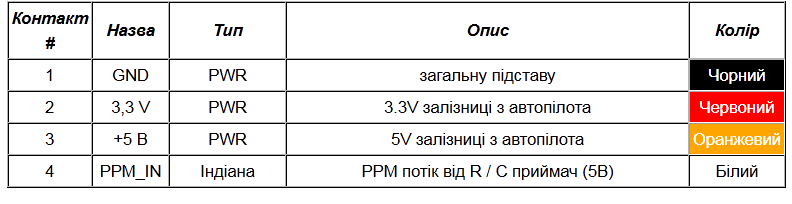 Контакт # Назва Тип Опис Колір
1 GND PWR загальну підставу Чорний
2 3,3 V PWR 3.3V залізниці з автопілота Червоний
3 +5 В PWR 5V залізниці з автопілота Оранжевий
4 PPM_IN Індіана PPM потік від R / C приймач (5В) Білий